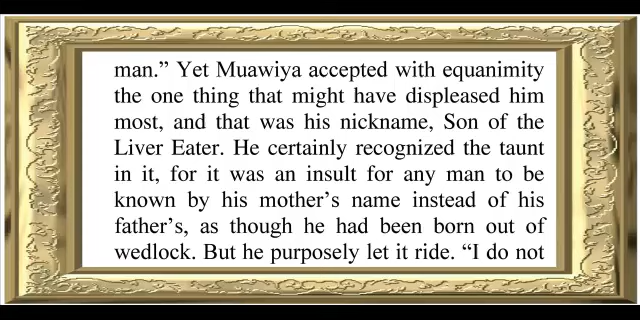 man.” Yet Muawiya accepted with equanimity
the one thing that might have displeased him
most, and that was his nickname, Son of the
Liver Eater. He certainly recognized the taunt
in it, for it was an insult for any man to be
known by his mother’s name instead of his
father’s, as though he had been born out of
wedlock. But he purposely let it ride. “I do not